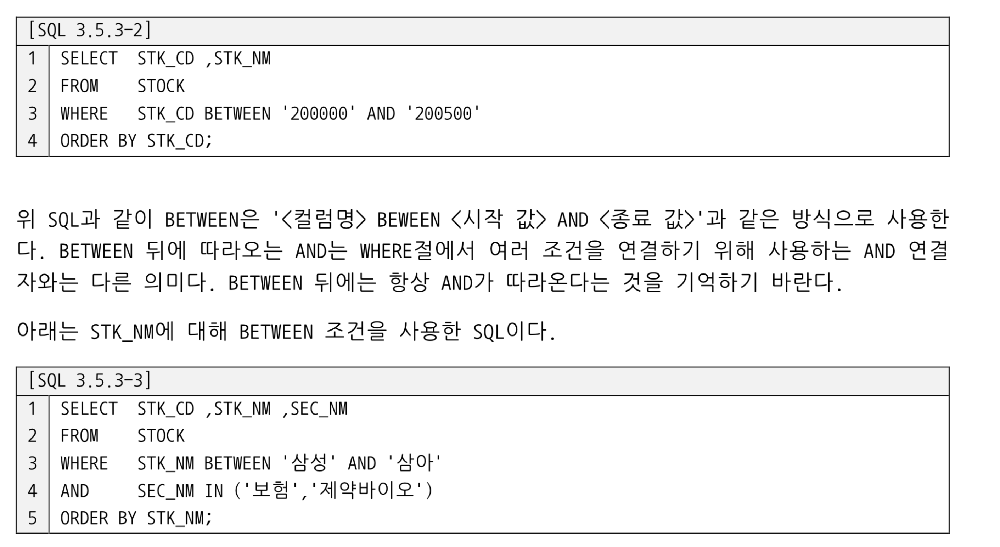 [SQL 3.5.3-2]
1 SELECT  STK_CD ,STK_NM
2 FROM    STOCK
3 WHERE   STK_CD BETWEEN '200000' AND '200500'
4 ORDER BY STK_CD;
위 SQL과 같이 BETWEEN은 '<컬럼명> BEWEEN <시작 값> AND <종료 값>'과 같은 방식으로 사용한
다. BETWEEN 뒤에 따라오는 AND는 WHERE절에서 여러 조건을 연결하기 위해 사용하는 AND 연결
자와는 다른 의미다. BETWEEN 뒤에는 항상 AND가 따라온다는 것을 기억하기 바란다.
아래는 STK_NM에 대해 BETWEEN 조건을 사용한 SQL이다.
[SQL 3.5.3-3]
1 SELECT  STK_CD ,STK_NM ,SEC_NM
2 FROM    STOCK
3 WHERE   STK_NM BETWEEN '삼성' AND '삼아'
4 AND     SEC_NM IN ('보험','제약바이오')
5 ORDER BY STK_NM;